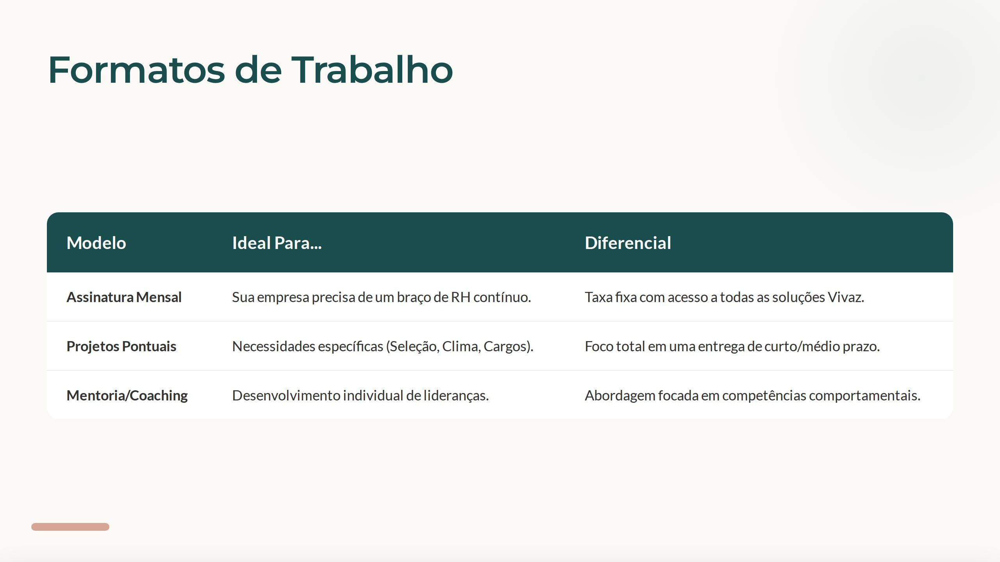 Formatos de Trabalho
Modelo Ideal Para... Diferencial
Assinatura Mensal Sua empresa precisa de um braço de RH contínuo. Taxa fixa com acesso a todas as soluções Vivaz.
Projetos Pontuais Necessidades específicas (Seleção, Clima, Cargos). Foco total em uma entrega de curto/médio prazo.
Mentoria/Coaching Desenvolvimento individual de lideranças. Abordagem focada em competências comportamentais.